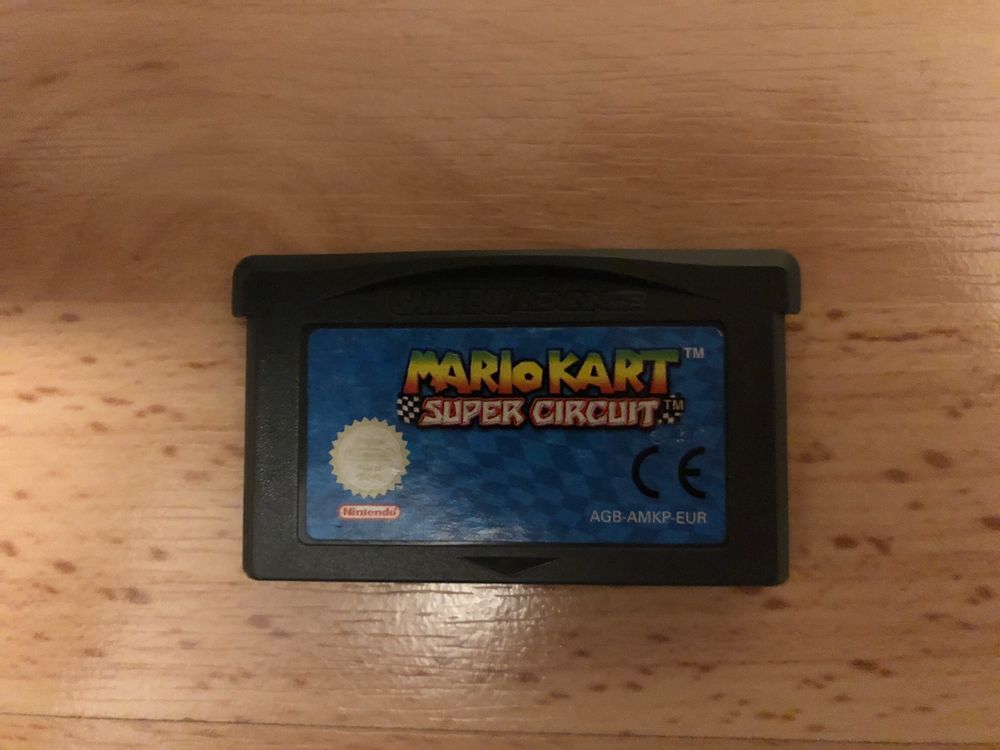 GAME BOY ADVANCE
MARIO KART™
SUPER CIRCUIT™
CE
Nintendo
AGB-AMKP-EUR